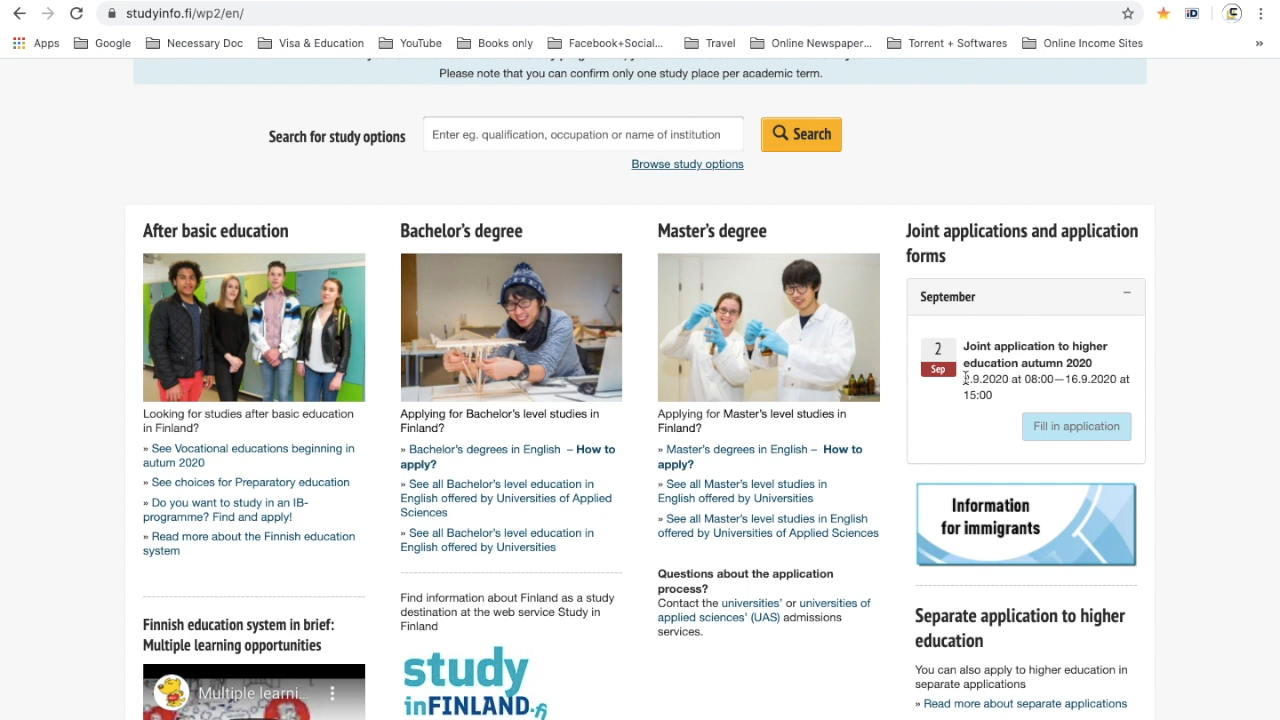 studyinfo.fi/wp2/en/
Apps Google Necessary Doc Visa & Education YouTube Books only Facebook+Social... Travel Online Newspaper... Torrent + Softwares Online Income Sites »
Please note that you can confirm only one study place per academic term.
Search for study options Enter eg. qualification, occupation or name of institution Search
Browse study options
After basic education
Looking for studies after basic education
in Finland?
» See Vocational educations beginning in
autum 2020
» See choices for Preparatory education
» Do you want to study in an IB-
programme? Find and apply!
» Read more about the Finnish education
system
Finnish education system in brief:
Multiple learning opportunities
Multiple learni...
Bachelor's degree
Applying for Bachelor's level studies in
Finland?
» Bachelor's degrees in English – How to
apply?
» See all Bachelor's level education in
English offered by Universities of Applied
Sciences
» See all Bachelor's level education in
English offered by Universities
Find information about Finland as a study
destination at the web service Study in
Finland
study
inFINLAND.fi
Master's degree
Applying for Master's level studies in
Finland?
» Master's degrees in English – How to
apply?
» See all Master's level studies in
English offered by Universities
» See all Master's level studies in English
offered by Universities of Applied Sciences
Questions about the application
process?
Contact the universities' or universities of
applied sciences' (UAS) admissions
services.
Joint applications and application
forms
September –
2
Sep
Joint application to higher
education autumn 2020
.9.2020 at 08:00—16.9.2020 at
15:00
Fill in application
Information
for immigrants
Separate application to higher
education
You can also apply to higher education in
separate applications
» Read more about separate applications